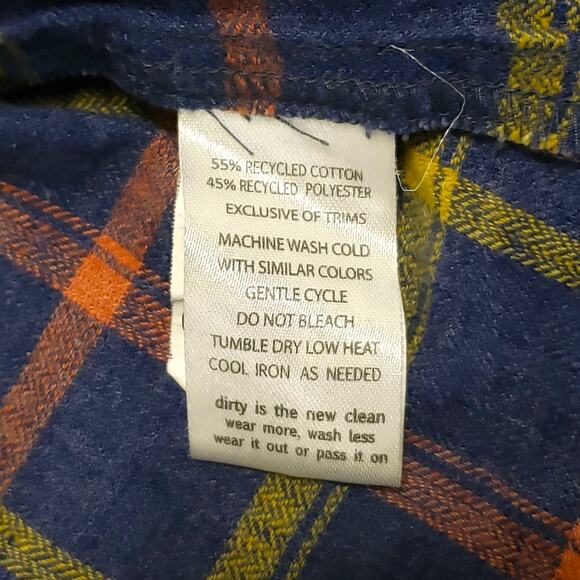 55% RECYCLED COTTON
45% RECYCLED POLYESTER
EXCLUSIVE OF TRIMS
MACHINE WASH COLD
WITH SIMILAR COLORS
GENTLE CYCLE
DO NOT BLEACH
TUMBLE DRY LOW HEAT
COOL IRON AS NEEDED
dirty is the new clean
wear more, wash less
wear it out or pass it on